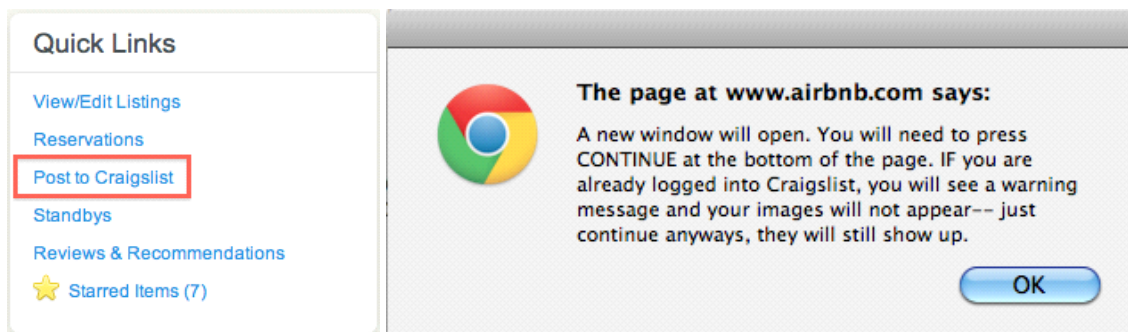 Quick Links
View/Edit Listings
Reservations
Post to Craigslist
Standbys
Reviews & Recommendations
Starred Items (7)
The page at www.airbnb.com says:
A new window will open. You will need to press
CONTINUE at the bottom of the page. IF you are
already logged into Craigslist, you will see a warning
message and your images will not appear-- just
continue anyways, they will still show up.
OK